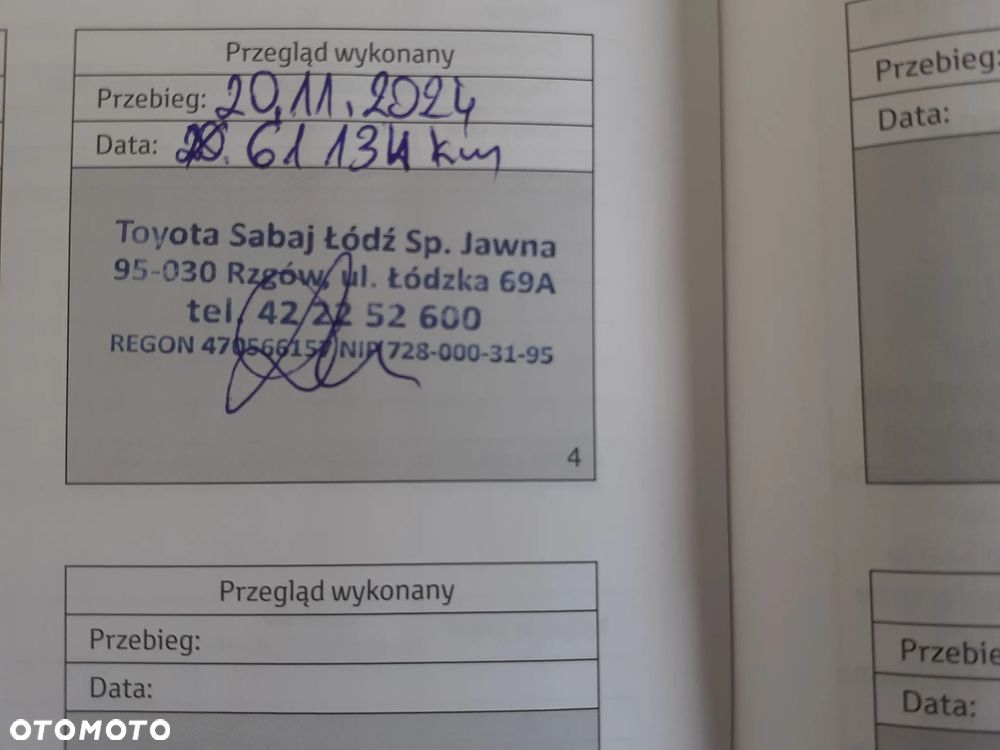 Przegląd wykonany
Przebieg: 20.11.2024
Data: 61 134 km
Toyota Sabaj Łódź Sp. Jawna
95-030 Rzgów, ul. Łódzka 69A
tel. 42 22 52 600
REGON 470566157 NIP 728-000-31-95
4
Przegląd wykonany
Przebieg:
Data:
Przebieg:
Data:
Przebie
Data:
OTOMOTO